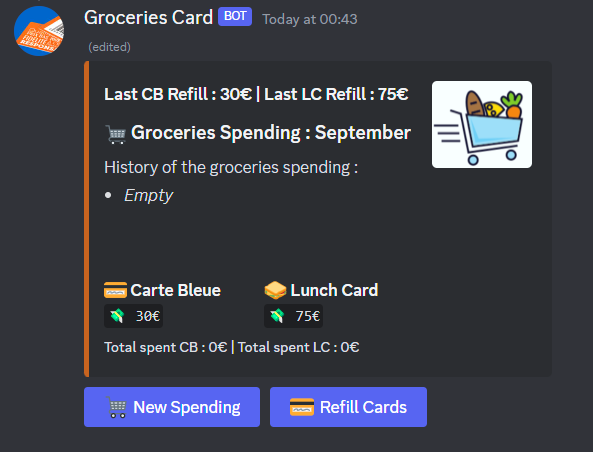 Groceries Card BOT Today at 00:43
(edited)
Last CB Refill : 30€ | Last LC Refill : 75€
Groceries Spending : September
History of the groceries spending :
• Empty
Carte Bleue Lunch Card
30€ 75€
Total spent CB : 0€ | Total spent LC : 0€
New Spending Refill Cards